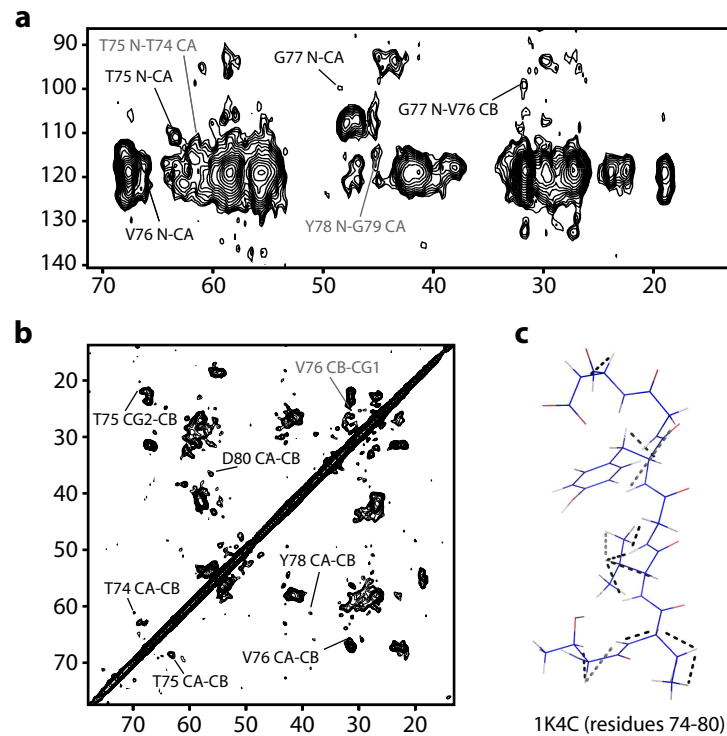 a
90
100
110
120
130
140
70
60
50
40
30
20
T75 N-T74 CA
T75 N-CA
G77 N-CA
G77 N-V76 CB
V76 N-CA
Y78 N-G79 CA
b
20
30
40
50
60
70
70
60
50
40
30
20
V76 CB-CG1
T75 CG2-CB
D80 CA-CB
T74 CA-CB
Y78 CA-CB
V76 CA-CB
T75 CA-CB
c
1K4C (residues 74-80)